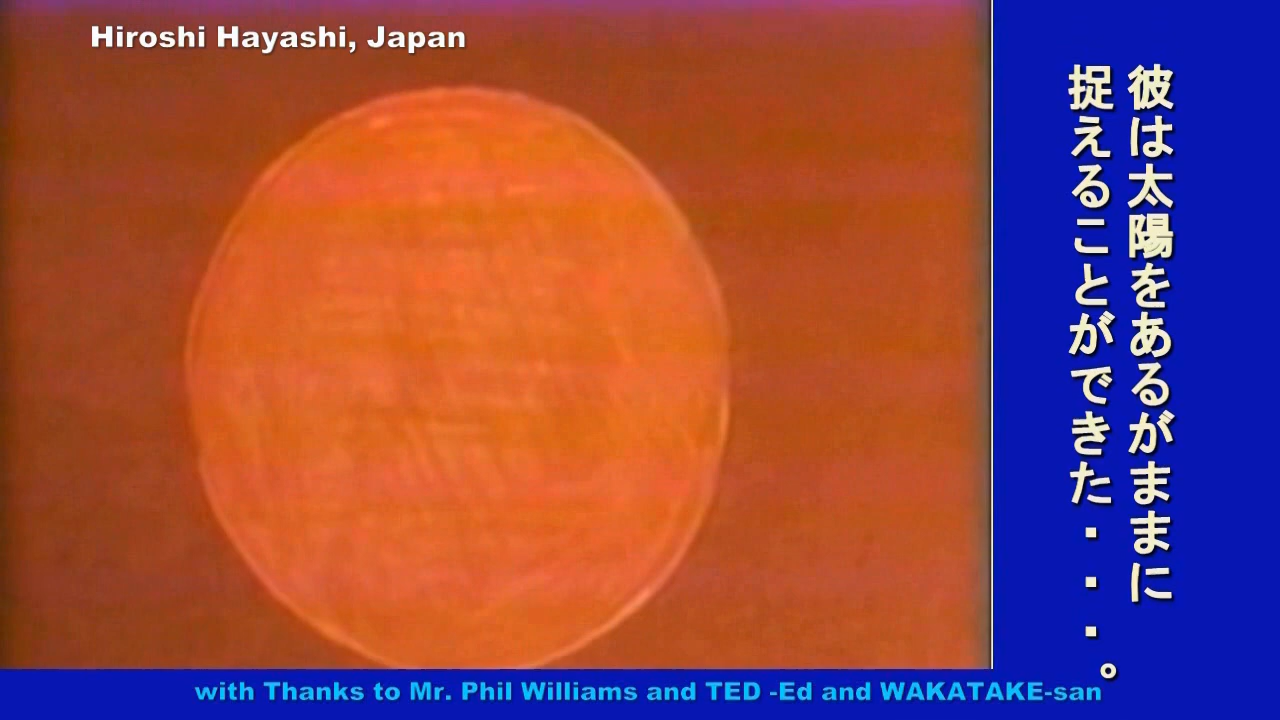 Hiroshi Hayashi, Japan
彼は太陽をあるがままに
捉えることができた・・・。
with Thanks to Mr. Phil Williams and TED -Ed and WAKATAKE-san